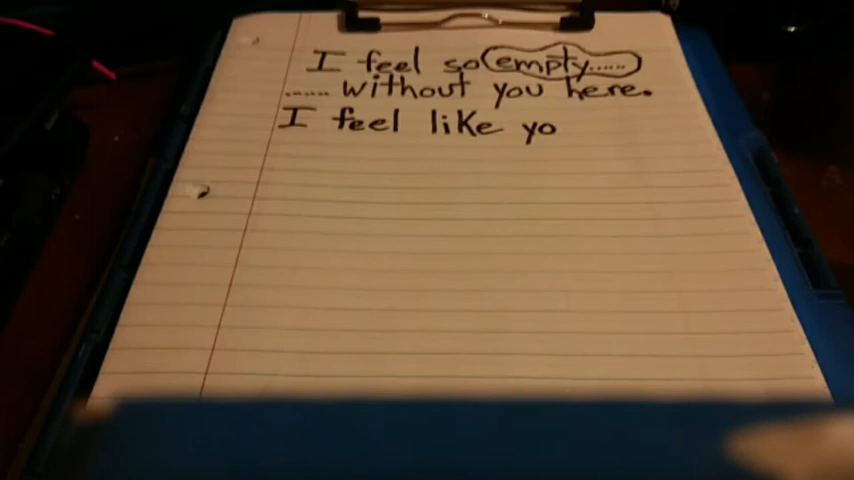 I feel so empty......
...... without you here.
I feel like yo